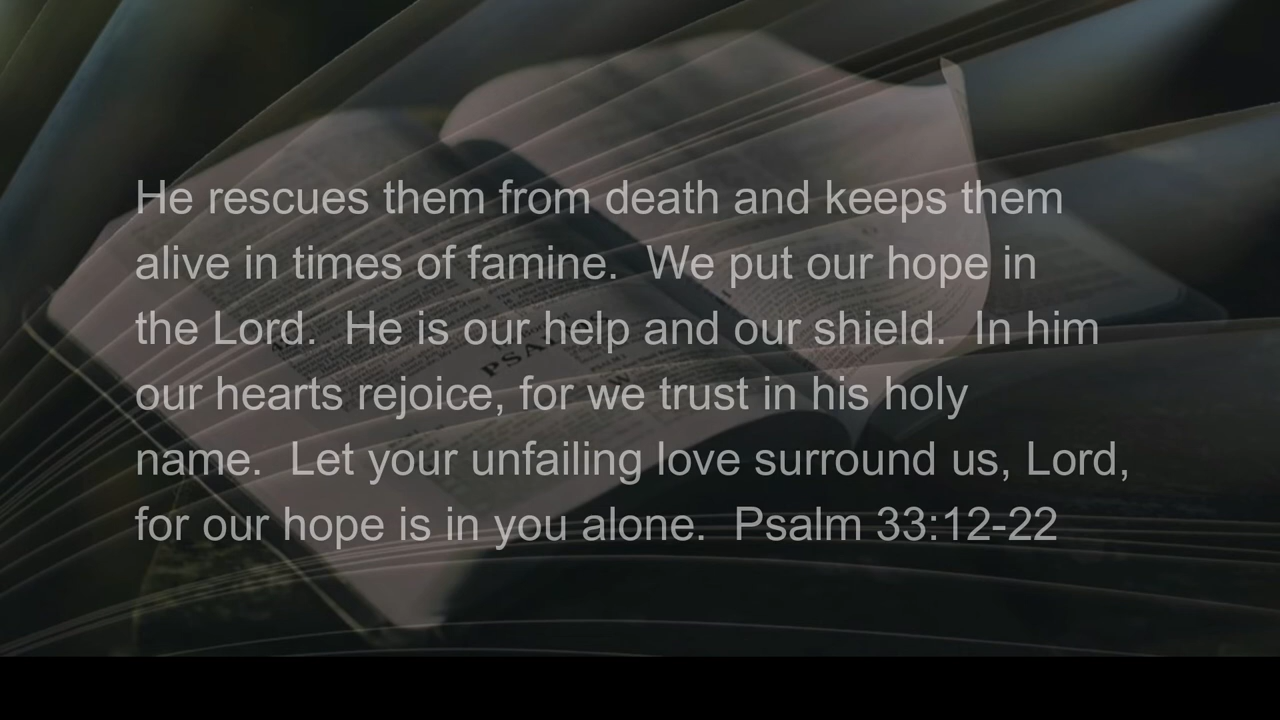 He rescues them from death and keeps them
alive in times of famine.  We put our hope in
the Lord.  He is our help and our shield.  In him
our hearts rejoice, for we trust in his holy
name.  Let your unfailing love surround us, Lord,
for our hope is in you alone.  Psalm 33:12-22
PSALMS